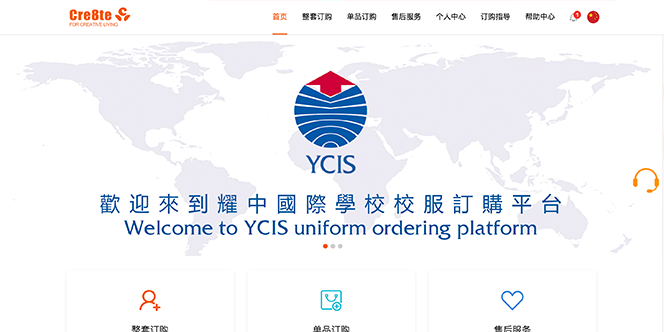 Cre8te
FOR CREATIVE LIVING
首页 整套订购 单品订购 售后服务 个人中心 订购指导 帮助中心 1
YCIS
歡迎來到耀中國際學校校服訂購平台
Welcome to YCIS uniform ordering platform
整套订购 单品订购 售后服务